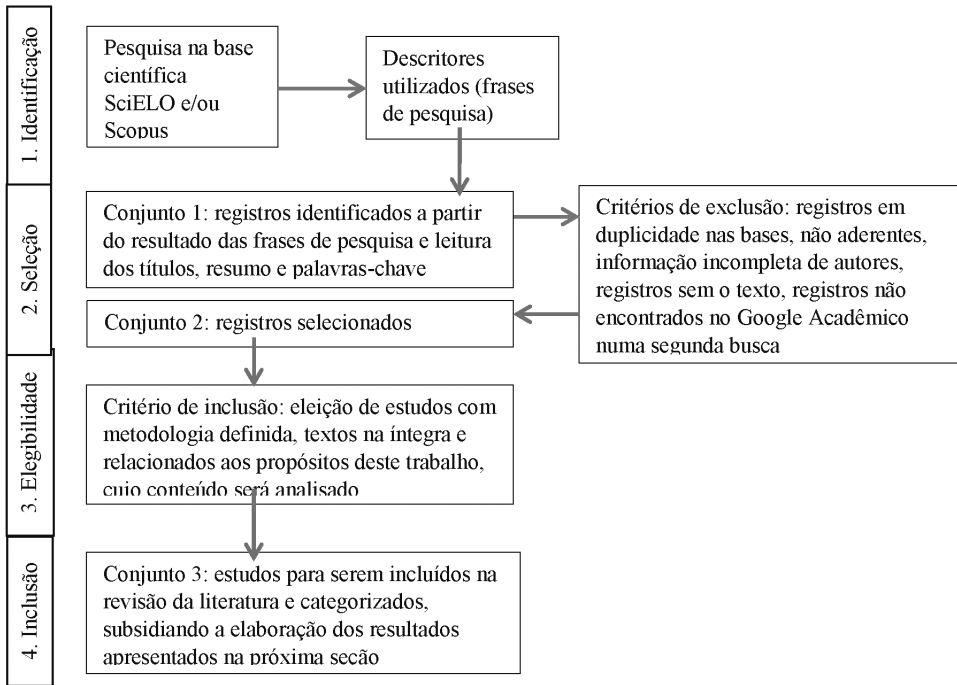 1. Identificação
Pesquisa na base
científica
SciELO e/ou
Scopus
Descritores
utilizados (frases
de pesquisa)
2. Seleção
Conjunto 1: registros identificados a partir
do resultado das frases de pesquisa e leitura
dos títulos, resumo e palavras-chave
Critérios de exclusão: registros em
duplicidade nas bases, não aderentes,
informação incompleta de autores,
registros sem o texto, registros não
encontrados no Google Acadêmico
numa segunda busca
Conjunto 2: registros selecionados
3. Elegibilidade
Critério de inclusão: eleição de estudos com
metodologia definida, textos na íntegra e
relacionados aos propósitos deste trabalho,
cujo conteúdo será analisado
4. Inclusão
Conjunto 3: estudos para serem incluídos na
revisão da literatura e categorizados,
subsidiando a elaboração dos resultados
apresentados na próxima seção